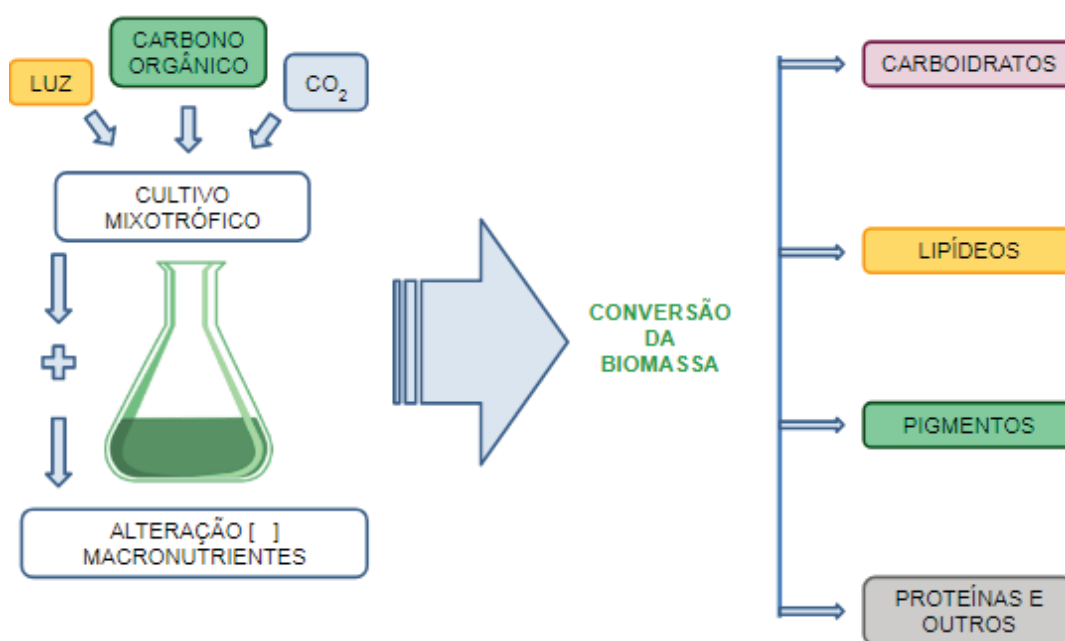 CARBONO
ORGÂNICO
LUZ
CO2
CULTIVO
MIXOTRÓFICO
ALTERAÇÃO [ ]
MACRONUTRIENTES
CONVERSÃO
DA
BIOMASSA
CARBOIDRATOS
LIPÍDEOS
PIGMENTOS
PROTEÍNAS E
OUTROS